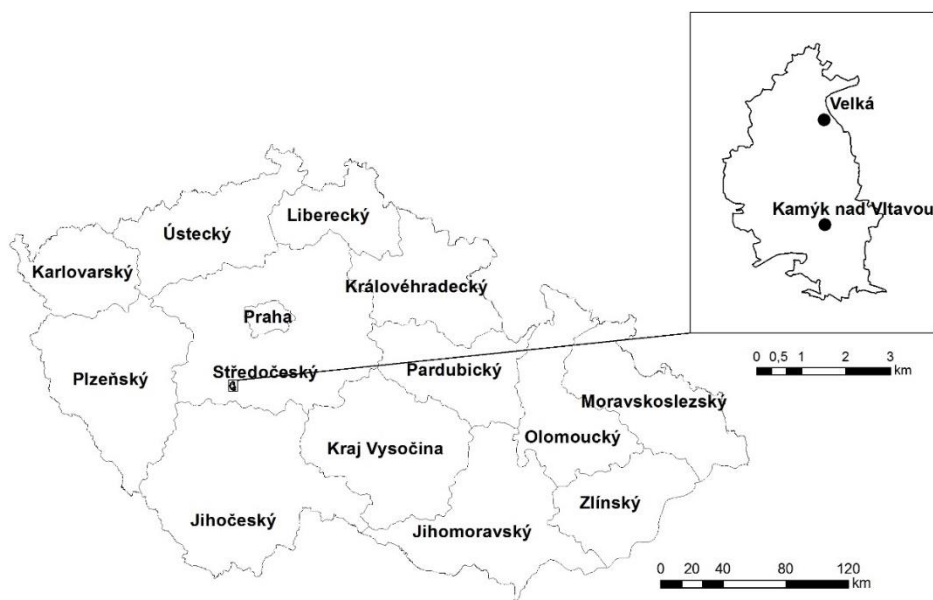 Velká
Kamýk nad Vltavou
Liberecký
Ústecký
Karlovarský
Královéhradecký
Praha
Plzeňský
Středočeský
Pardubický
Moravskoslezský
Olomoucký
Kraj Vysočina
Zlínský
Jihočeský
Jihomoravský
0 0,5 1 2 3
km
0 20 40 80 120
km